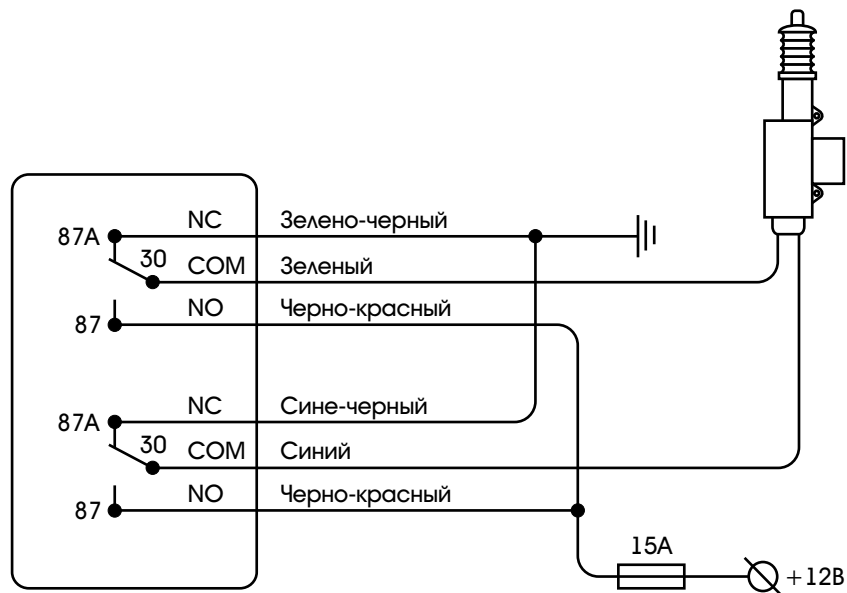 87A NC Зелено-черный
30 COM Зеленый
87 NO Черно-красный
87A NC Сине-черный
30 COM Синий
87 NO Черно-красный
15A
+12В